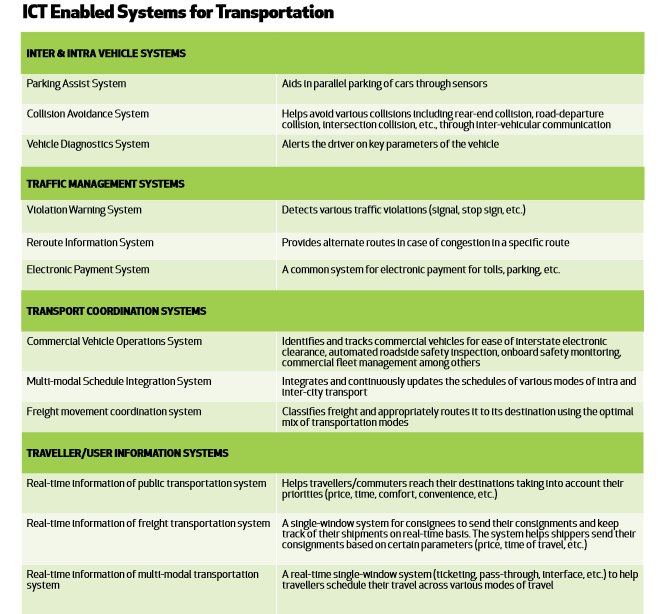 ICT Enabled Systems for Transportation
INTER & INTRA VEHICLE SYSTEMS
Parking Assist System
Aids in parallel parking of cars through sensors
Collision Avoidance System
Helps avoid various collisions including rear-end collision, road-departure
collision, intersection collision, etc., through inter-vehicular communication
Vehicle Diagnostics System
Alerts the driver on key parameters of the vehicle
TRAFFIC MANAGEMENT SYSTEMS
Violation Warning System
Detects various traffic violations (signal, stop sign, etc.)
Reroute Information System
Provides alternate routes in case of congestion in a specific route
Electronic Payment System
A common system for electronic payment for tolls, parking, etc.
TRANSPORT COORDINATION SYSTEMS
Commercial Vehicle Operations System
Identifies and tracks commercial vehicles for ease of interstate electronic
clearance, automated roadside safety inspection, onboard safety monitoring,
commercial fleet management among others
Multi-modal Schedule Integration System
Integrates and continuously updates the schedules of various modes of intra and
inter-city transport
Freight movement coordination system
Classifies freight and appropriately routes it to its destination using the optimal
mix of transportation modes
TRAVELLER/USER INFORMATION SYSTEMS
Real-time information of public transportation system
Helps travellers/commuters reach their destinations taking into account their
priorities (price, time, comfort, convenience, etc.)
Real-time information of freight transportation system
A single-window system for consignees to send their consignments and keep
track of their shipments on real-time basis. The system helps shippers send their
consignments based on certain parameters (price, time of travel, etc.)
Real-time information of multi-modal transportation
system
A real-time single-window system (ticketing, pass-through, interface, etc.) to help
travellers schedule their travel across various modes of travel